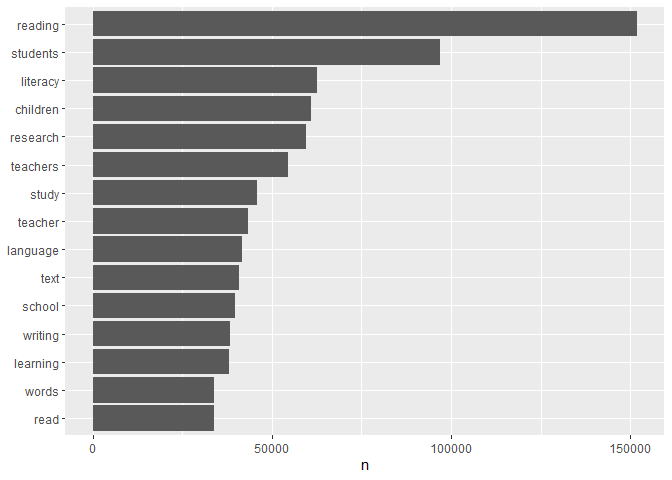 reading
students
literacy
children
research
teachers
study
teacher
language
text
school
writing
learning
words
read
0 50000 100000 150000
n